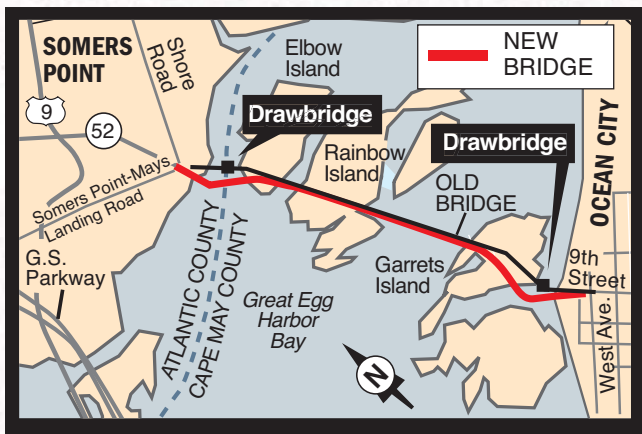 SOMERS
POINT
Shore
Road
Elbow
Island
NEW
BRIDGE
9
52
Drawbridge
Drawbridge
Rainbow
Island
OLD
BRIDGE
OCEAN CITY
Somers Point-Mays
Landing Road
G.S.
Parkway
ATLANTIC COUNTY
CAPE MAY COUNTY
Great Egg
Harbor
Bay
Garrets
Island
9th
Street
West Ave.
N